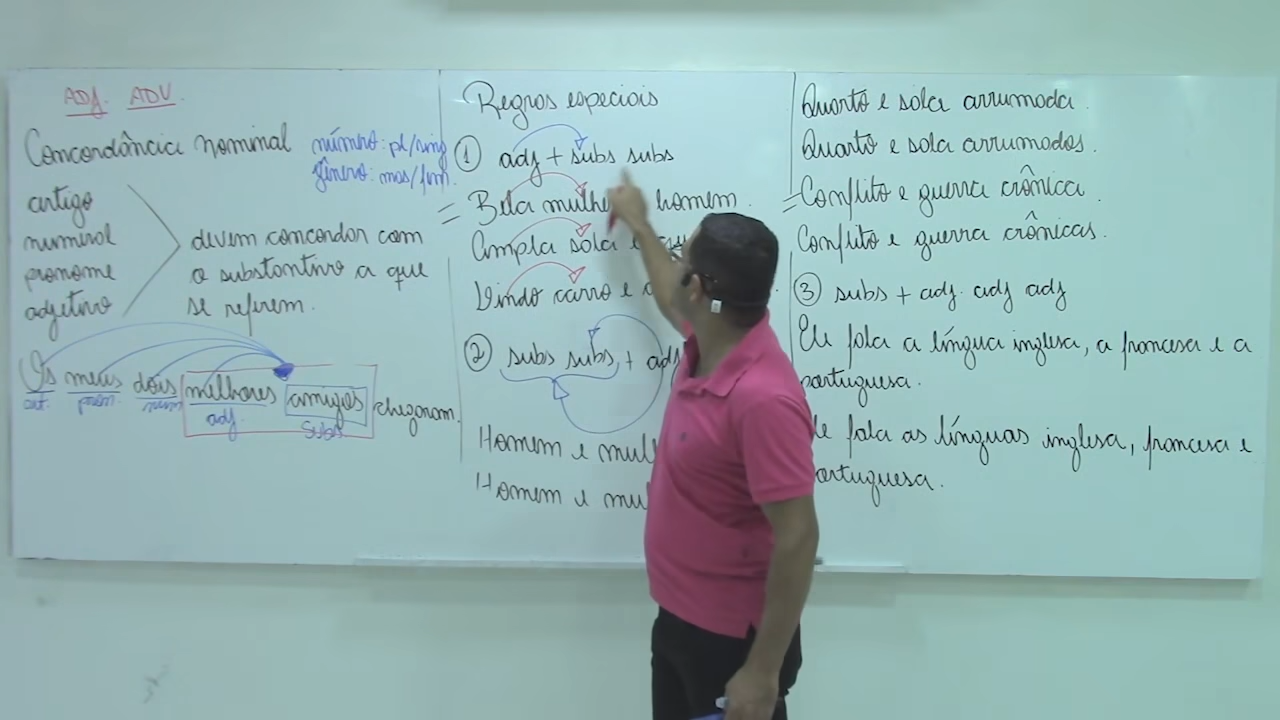 ADJ. ADV.
Concordância nominal
número: pl/sing
gênero: mas/fem.
artigo
numeral
pronome
adjetivo
devem concordar com
o substantivo a que
se referem.
Os meus dois melhores amigos chegaram.
art. pron. num adj. Subs
Regras especiais
1 adj + subs subs
Bela mulher homem.
Ampla sala e
Lindo carro e
2 subs subs + adj
Homem e
Homem e
Quarto e sala arrumada.
Quarto e sala arrumados.
Conflito e guerra crônica.
Conflito e guerra crônicas.
3 subs + adj. adj adj
Ele fala a língua inglesa, a francesa e a
portuguesa.
Ele fala as línguas inglesa, francesa e
portuguesa.